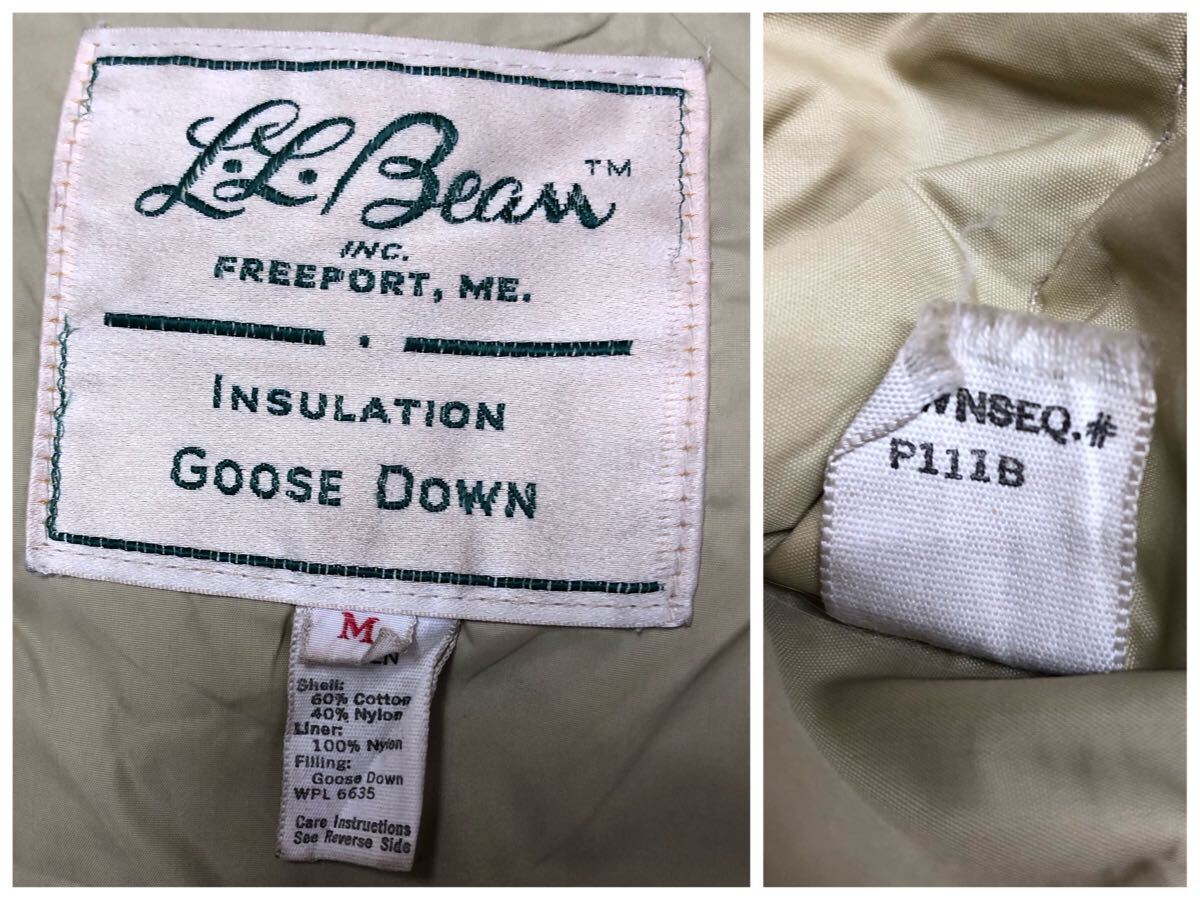 L.L.Bean™
INC.
FREEPORT, ME.
INSULATION
GOOSE DOWN
M
Shell:
60% Cotton
40% Nylon
Liner:
100% Nylon
Filling:
Goose Down
WPL 6635
Care Instructions
See Reverse Side
WNSEQ.#
P111B